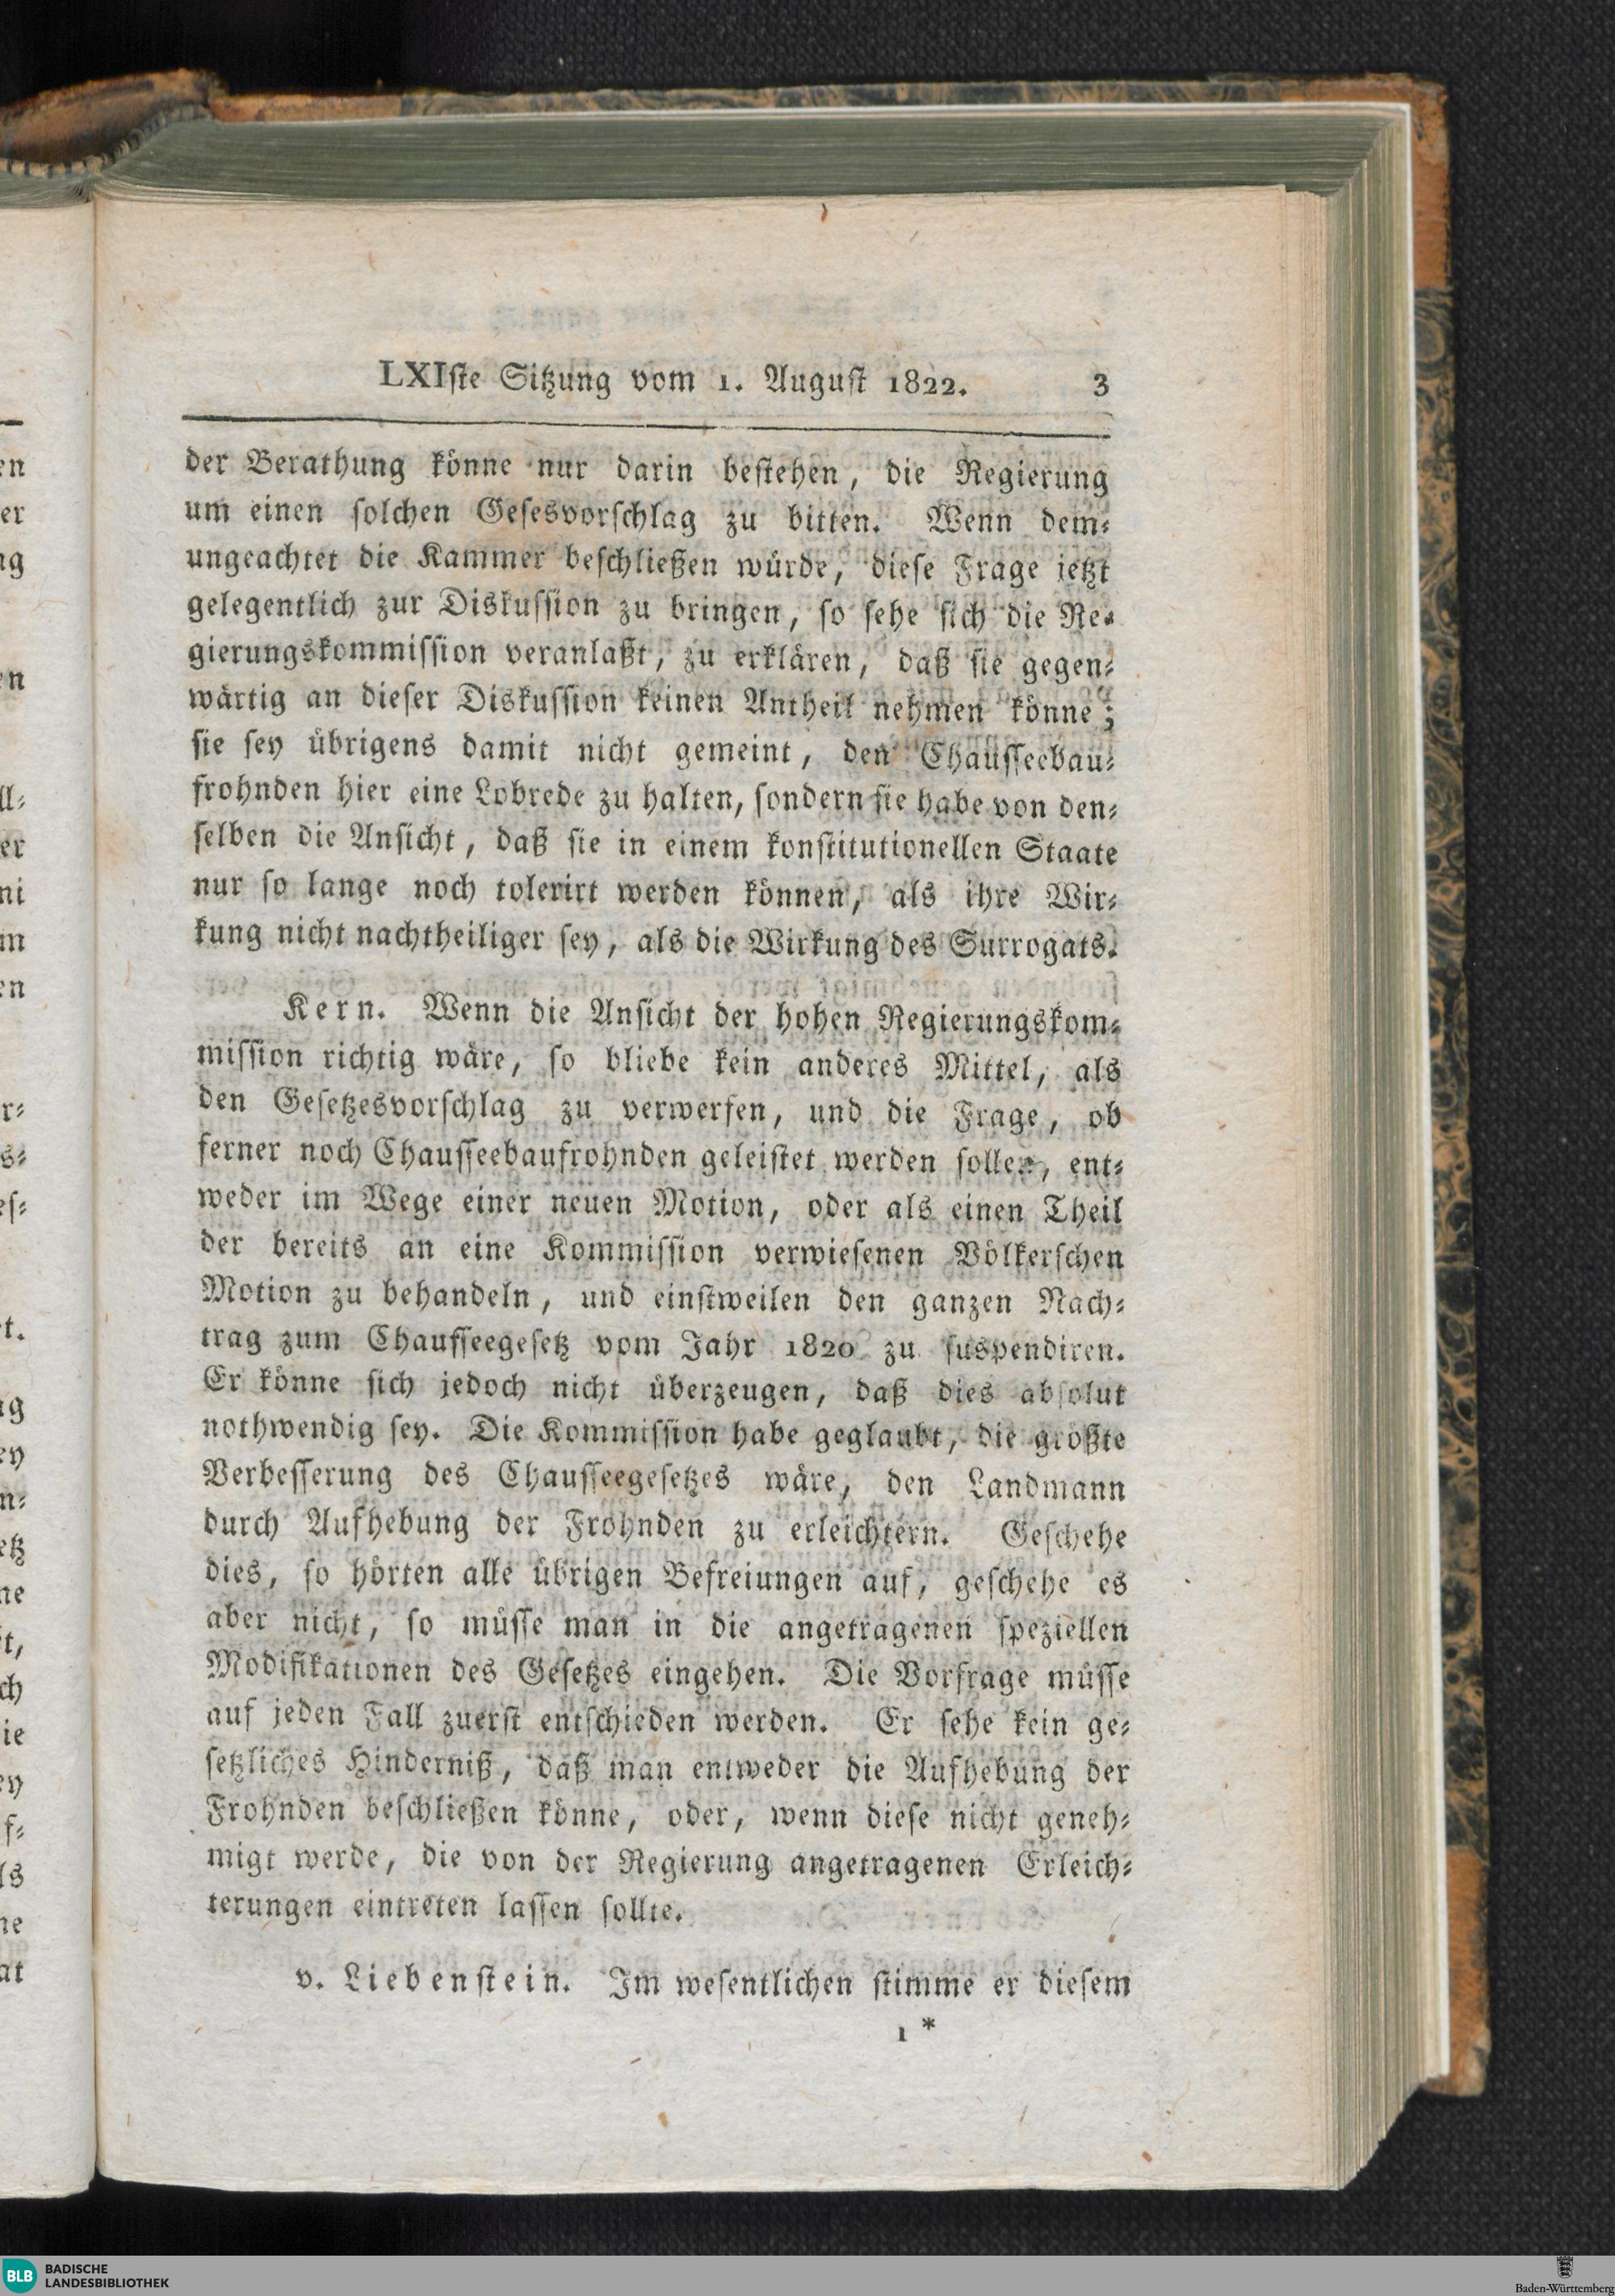 LXIste Sitzung vom 1. August 1822. 3
der Berathung könne nur darin bestehen, die Regierung
um einen solchen Gesesvorschlag zu bitten. Wenn dem-
ungeachtet die Kammer beschließen würde, diese Frage jetzt
gelegentlich zur Diskussion zu bringen, so sehe sich die Re-
gierungskommission veranlaßt, zu erklären, daß sie gegen-
wärtig an dieser Diskussion keinen Antheil nehmen könne;
sie sey übrigens damit nicht gemeint, den Chausseebau-
frohnden hier eine Lobrede zu halten, sondern sie habe von den-
selben die Ansicht, daß sie in einem konstitutionellen Staate
nur so lange noch tolerirt werden können, als ihre Wir-
kung nicht nachtheiliger sey, als die Wirkung des Surrogats.
Kern. Wenn die Ansicht der hohen Regierungskom-
mission richtig wäre, so bliebe kein anderes Mittel, als
den Gesetzesvorschlag zu verwerfen, und die Frage, ob
ferner noch Chausseebaufrohnden geleistet werden sollen, ent-
weder im Wege einer neuen Motion, oder als einen Theil
der bereits an eine Kommission verwiesenen Völkerschen
Motion zu behandeln, und einstweilen den ganzen Nach-
trag zum Chausseegesetz vom Jahr 1820 zu suspendiren.
Er könne sich jedoch nicht überzeugen, daß dies absolut
nothwendig sey. Die Kommission habe geglaubt, die größte
Verbesserung des Chausseegesetzes wäre, den Landmann
durch Aufhebung der Frohnden zu erleichtern. Geschehe
dies, so hörten alle übrigen Befreiungen auf, geschehe es
aber nicht, so müsse man in die angetragenen speziellen
Modifikationen des Gesetzes eingehen. Die Vorfrage müsse
auf jeden Fall zuerst entschieden werden. Er sehe kein ge-
setzliches Hinderniß, daß man entweder die Aufhebung der
Frohnden beschließen könne, oder, wenn diese nicht geneh-
migt werde, die von der Regierung angetragenen Erleich-
terungen eintreten lassen sollte.
v. Liebenstein. Im wesentlichen stimme er diesem
1 *
BLB BADISCHE
LANDESBIBLIOTHEK
Baden-Württemberg